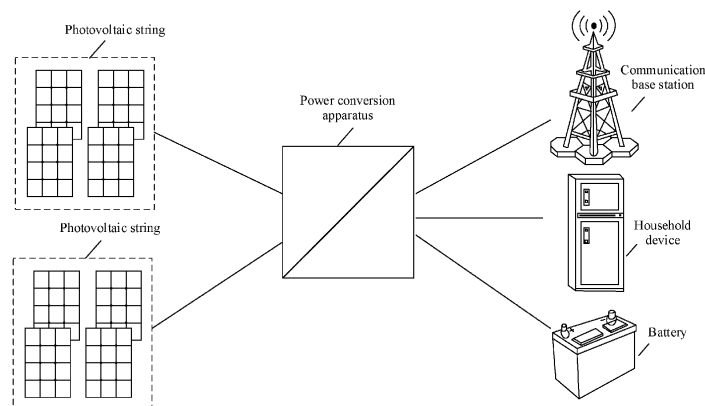 Photovoltaic string
Power conversion
apparatus
Communication
base station
Photovoltaic string
Household
device
Battery